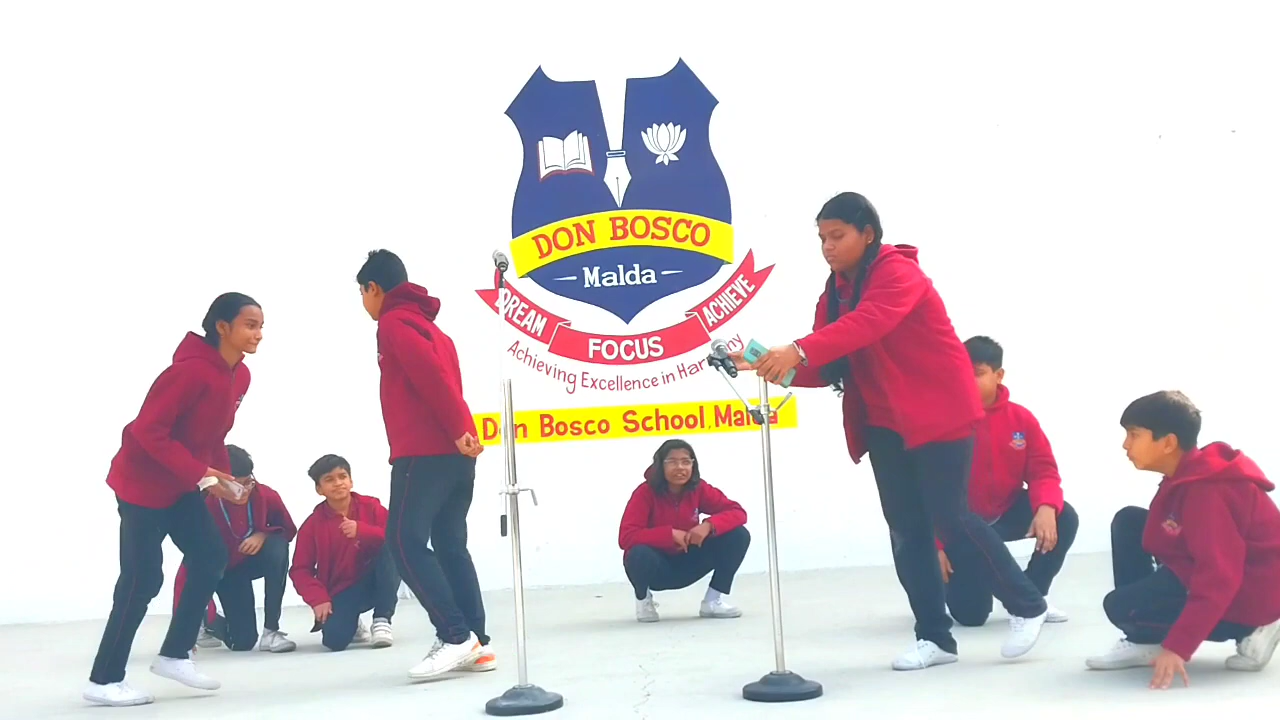 DON BOSCO
Malda
DREAM FOCUS ACHIEVE
Achieving Excellence in Harmony
Don Bosco School, Malda